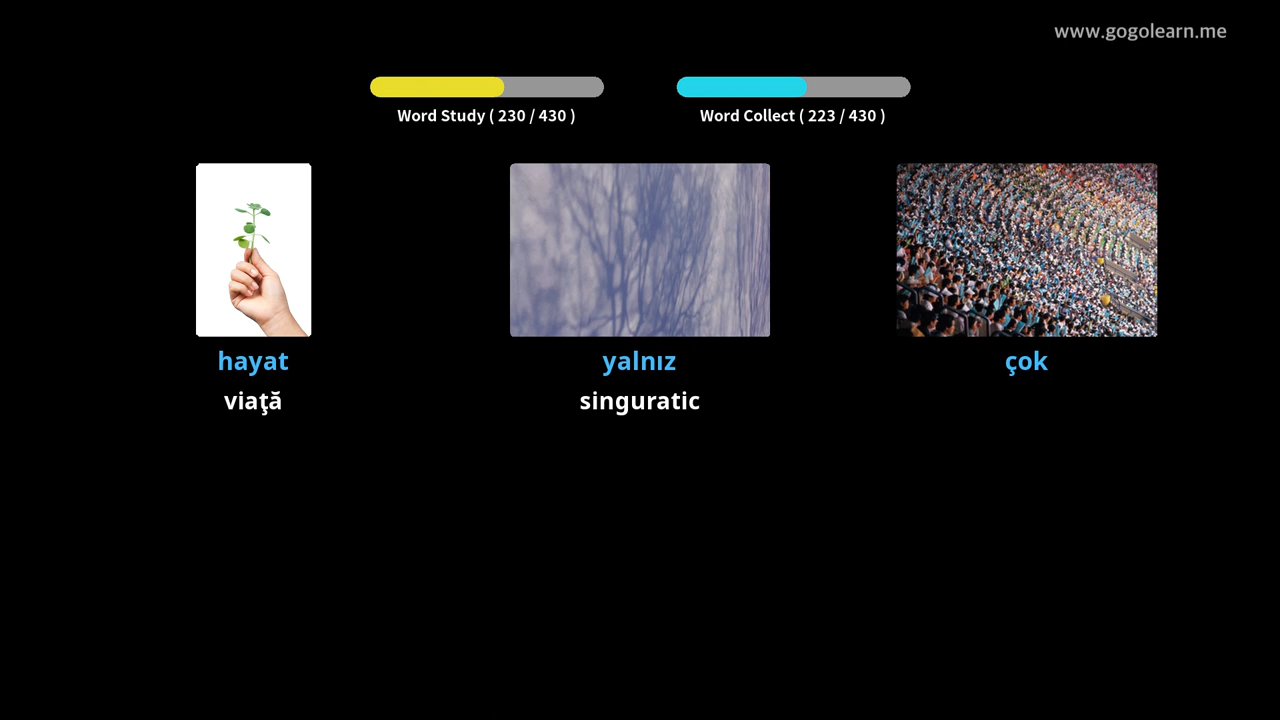 www.gogolearn.me
Word Study ( 230 / 430 )
Word Collect ( 223 / 430 )
hayat
yalnız
çok
viaţă
singuratic